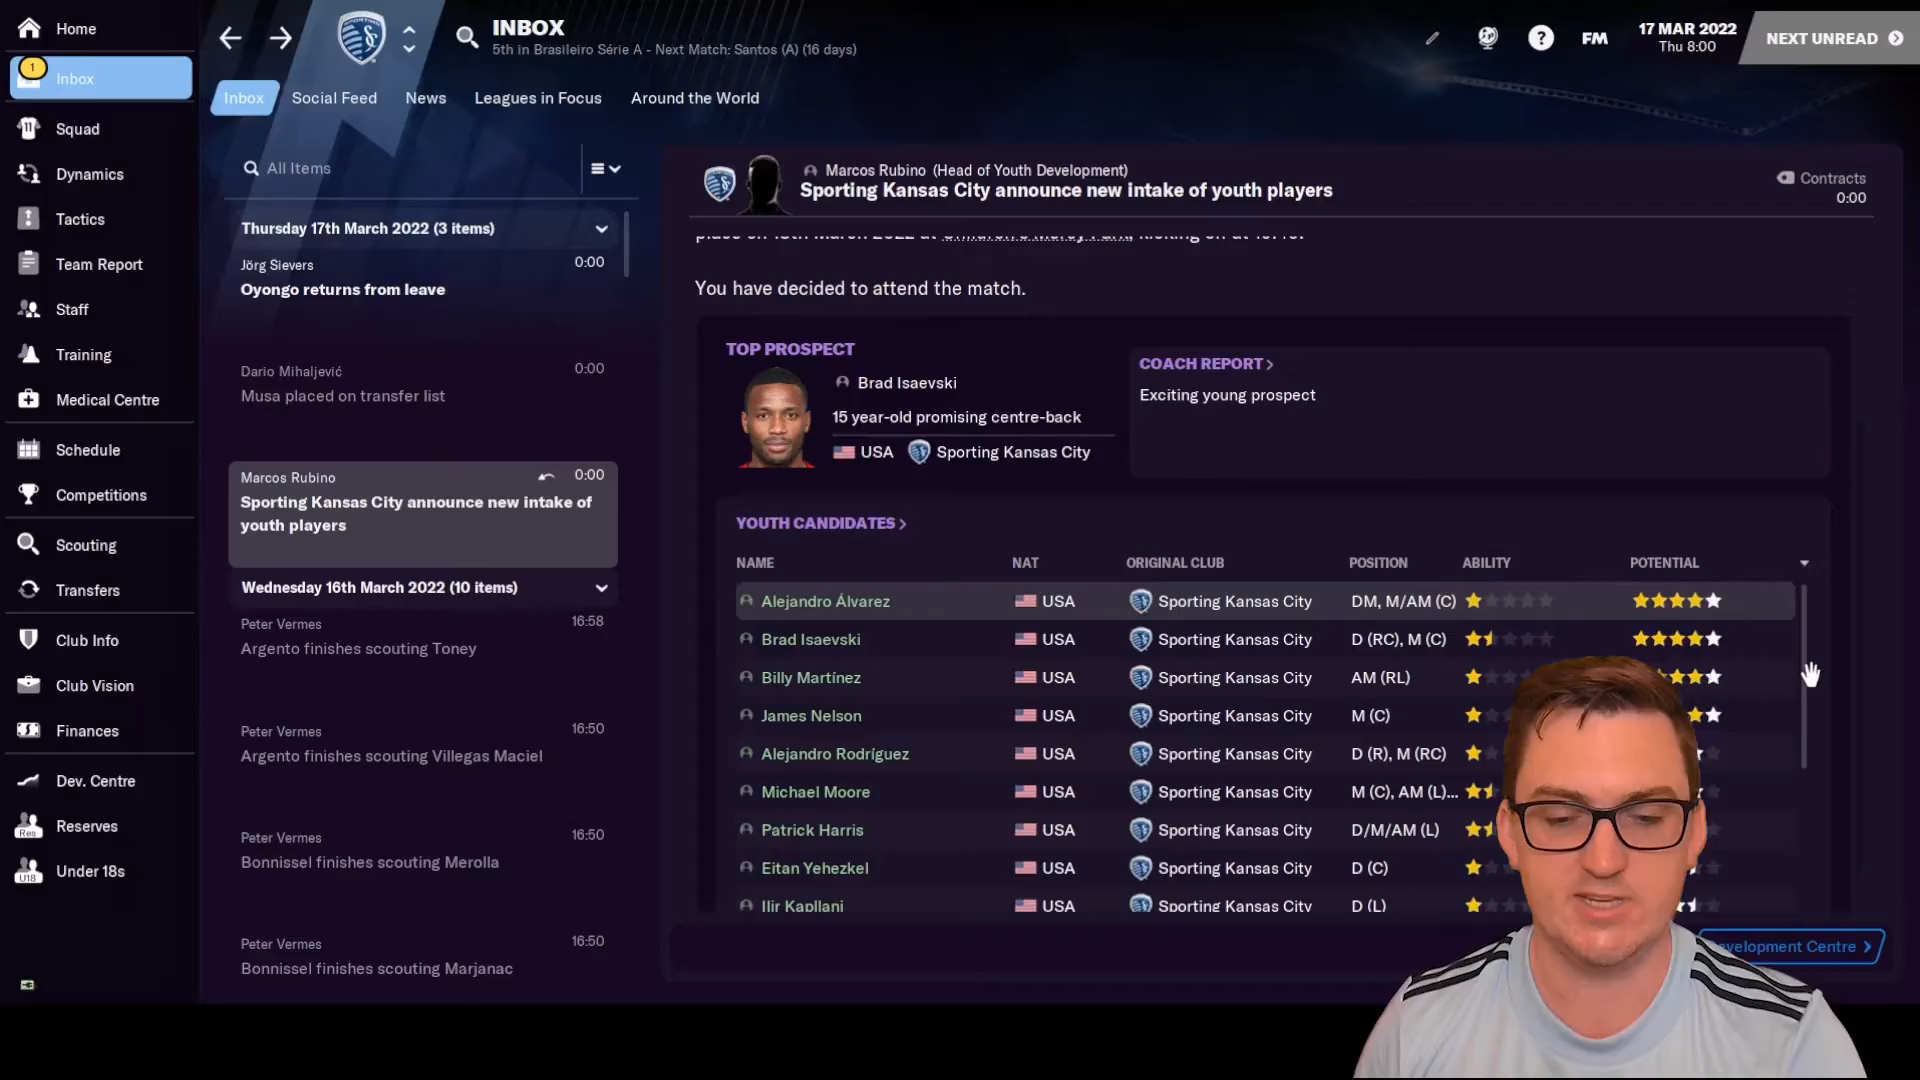 Home
1
Inbox
Squad
Dynamics
Tactics
Team Report
Staff
Training
Medical Centre
Schedule
Competitions
Scouting
Transfers
Club Info
Club Vision
Finances
Dev. Centre
Res
Reserves
U18
Under 18s
INBOX
5th in Brasileiro Série A - Next Match: Santos (A) (16 days)
?
FM
17 MAR 2022
Thu 8:00
NEXT UNREAD
Inbox
Social Feed
News
Leagues in Focus
Around the World
All Items
Thursday 17th March 2022 (3 items)
Jörg Sievers
0:00
Oyongo returns from leave
Dario Mihaljević
0:00
Musa placed on transfer list
Marcos Rubino
0:00
Sporting Kansas City announce new intake of
youth players
Wednesday 16th March 2022 (10 items)
Peter Vermes
16:58
Argento finishes scouting Toney
Peter Vermes
16:50
Argento finishes scouting Villegas Maciel
Peter Vermes
16:50
Bonnissel finishes scouting Merolla
Peter Vermes
16:50
Bonnissel finishes scouting Marjanac
Marcos Rubino (Head of Youth Development)
Sporting Kansas City announce new intake of youth players
Contracts
0:00
You have decided to attend the match.
TOP PROSPECT
Brad Isaevski
15 year-old promising centre-back
USA Sporting Kansas City
COACH REPORT >
Exciting young prospect
YOUTH CANDIDATES >
NAME NAT ORIGINAL CLUB POSITION ABILITY POTENTIAL
Alejandro Álvarez USA Sporting Kansas City DM, M/AM (C)
Brad Isaevski USA Sporting Kansas City D (RC), M (C)
Billy Martínez USA Sporting Kansas City AM (RL)
James Nelson USA Sporting Kansas City M (C)
Alejandro Rodríguez USA Sporting Kansas City D (R), M (RC)
Michael Moore USA Sporting Kansas City M (C), AM (L)...
Patrick Harris USA Sporting Kansas City D/M/AM (L)
Eitan Yehezkel USA Sporting Kansas City D (C)
Ilir Kapllani USA Sporting Kansas City D (L)
Centre >